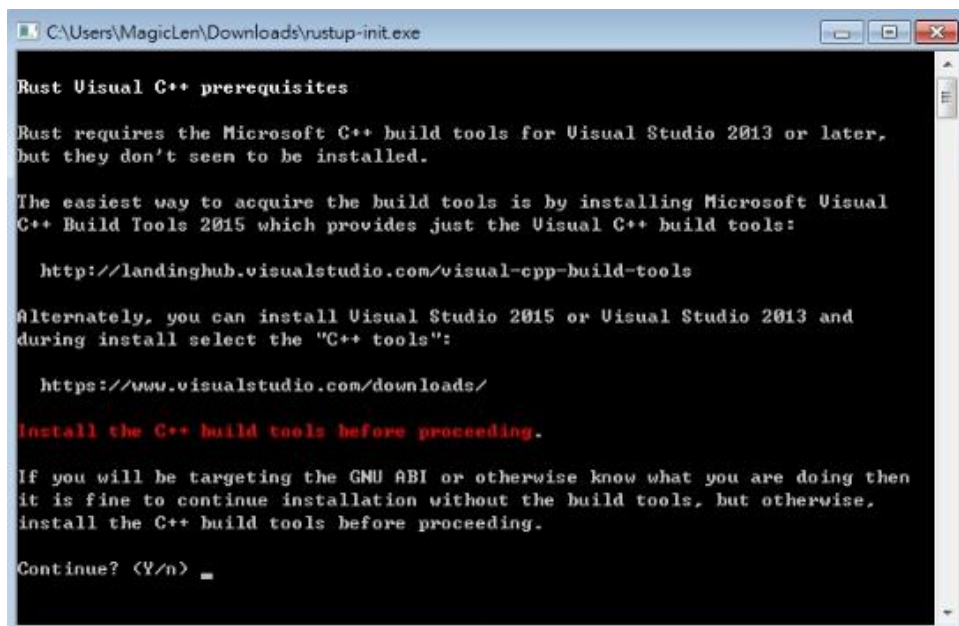 C:\Users\MagicLen\Downloads\rustup-init.exe
Rust Visual C++ prerequisites
Rust requires the Microsoft C++ build tools for Visual Studio 2013 or later,
but they don't seem to be installed.
The easiest way to acquire the build tools is by installing Microsoft Visual
C++ Build Tools 2015 which provides just the Visual C++ build tools:
http://landinghub.visualstudio.com/visual-cpp-build-tools
Alternately, you can install Visual Studio 2015 or Visual Studio 2013 and
during install select the "C++ tools":
https://www.visualstudio.com/downloads/
Install the C++ build tools before proceeding.
If you will be targeting the GNU ABI or otherwise know what you are doing then
it is fine to continue installation without the build tools, but otherwise,
install the C++ build tools before proceeding.
Continue? (Y/n) _